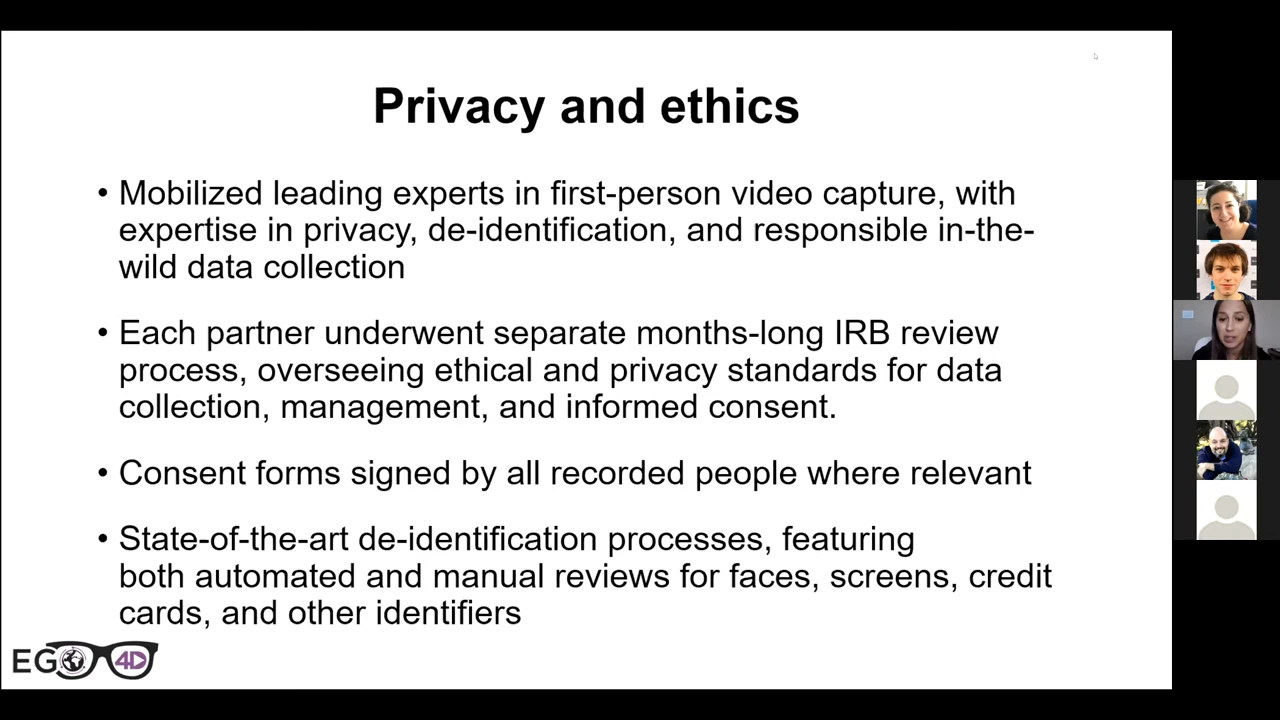 Privacy and ethics
• Mobilized leading experts in first-person video capture, with
expertise in privacy, de-identification, and responsible in-the-
wild data collection
• Each partner underwent separate months-long IRB review
process, overseeing ethical and privacy standards for data
collection, management, and informed consent.
• Consent forms signed by all recorded people where relevant
• State-of-the-art de-identification processes, featuring
both automated and manual reviews for faces, screens, credit
cards, and other identifiers
EGO 4D